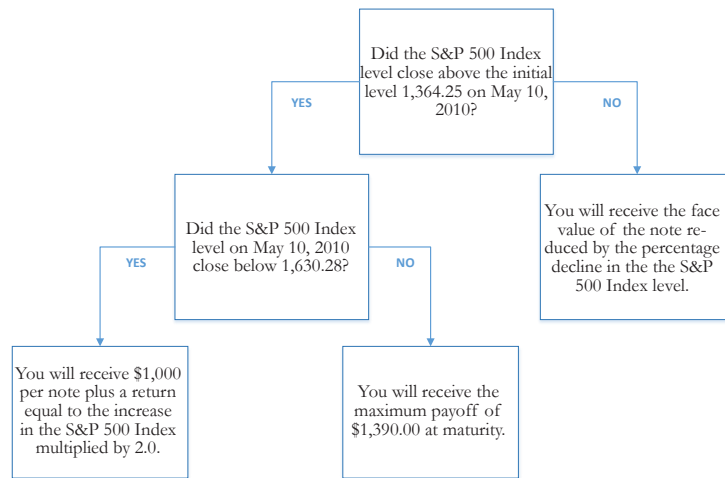 Did the S&P 500 Index
level close above the initial
level 1,364.25 on May 10,
2010?
YES
NO
Did the S&P 500 Index
level on May 10, 2010
close below 1,630.28?
You will receive the face
value of the note re-
duced by the percentage
decline in the the S&P
500 Index level.
YES
NO
You will receive $1,000
per note plus a return
equal to the increase
in the S&P 500 Index
multiplied by 2.0.
You will receive the
maximum payoff of
$1,390.00 at maturity.